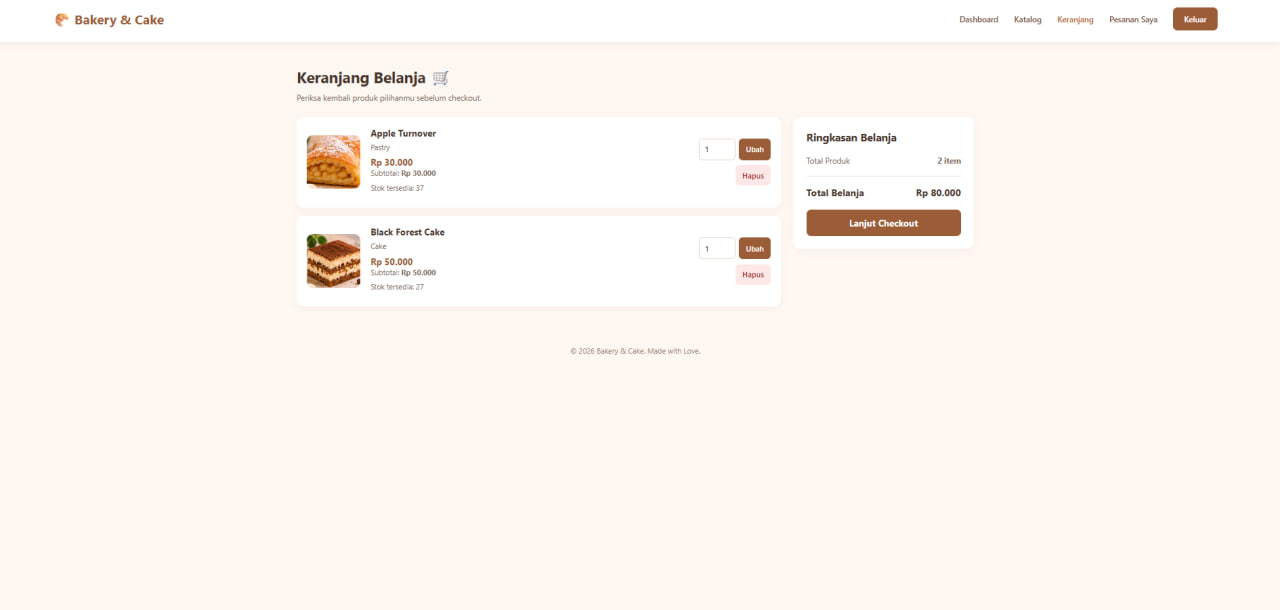 Bakery & Cake
Dashboard
Katalog
Keranjang
Pesanan Saya
Keluar
Keranjang Belanja
Periksa kembali produk pilihanmu sebelum checkout.
Apple Turnover
Pastry
Rp 30.000
Subtotal: Rp 30.000
Stok tersedia: 37
1
Ubah
Hapus
Black Forest Cake
Cake
Rp 50.000
Subtotal: Rp 50.000
Stok tersedia: 27
1
Ubah
Hapus
Ringkasan Belanja
Total Produk 2 item
Total Belanja Rp 80.000
Lanjut Checkout
© 2026 Bakery & Cake. Made with Love.